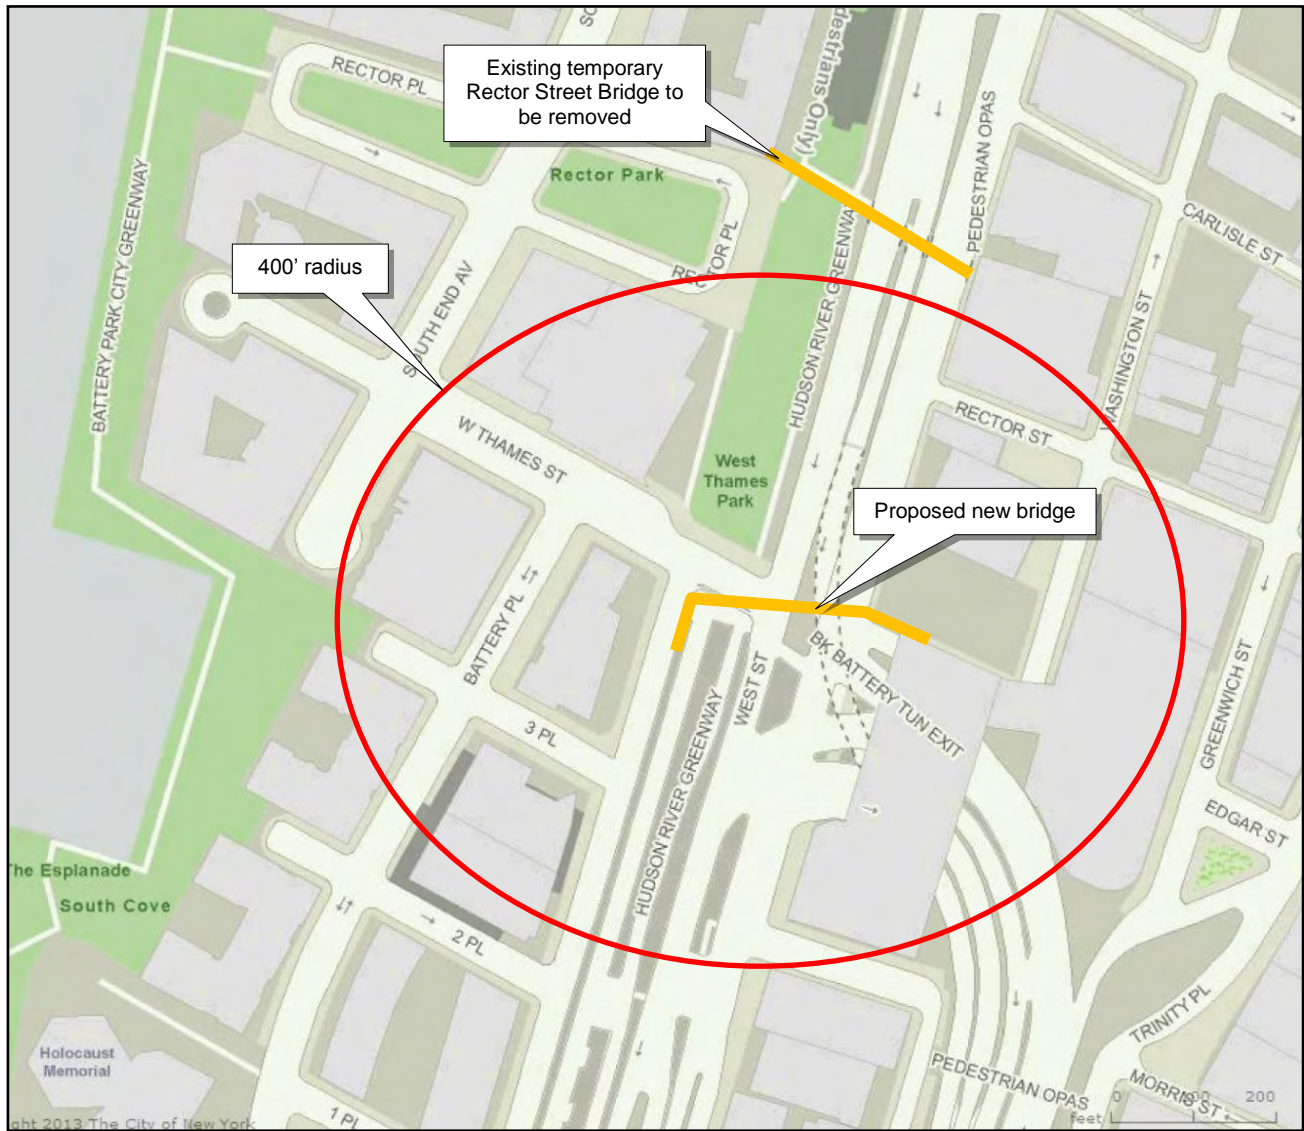 SO
destrians Only)
Existing temporary
Rector Street Bridge to
be removed
RECTOR PL
PEDESTRIAN OPAS
Rector Park
CARLISLE ST
BATTERY PARK CITY GREENWAY
RECTOR PL
REC
HUDSON RIVER GREENWAY
400' radius
SOUTH END AV
WASHINGTON ST
RECTOR ST
W THAMES ST
West
Thames
Park
Proposed new bridge
BATTERY PL
BK BATTERY TUN EXIT
WEST ST
GREENWICH ST
3 PL
HUDSON RIVER GREENWAY
EDGAR ST
The Esplanade
South Cove
2 PL
TRINITY PL
Holocaust
Memorial
PEDESTRIAN OPAS
MORRIS ST
1 PL
0 100 200
feet
ght 2013 The City of New York